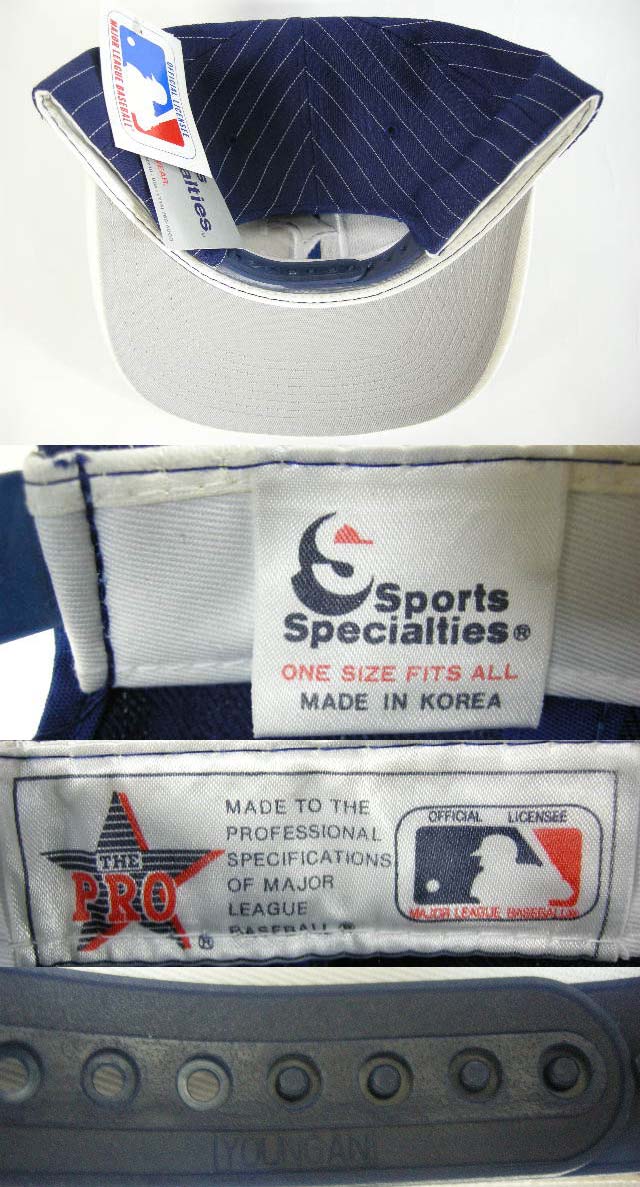 OFFICIAL LICENSEE
MAJOR LEAGUE BASEBALL
Sports
Specialties®
ONE SIZE FITS ALL
MADE IN KOREA
THE
PRO
®
MADE TO THE
PROFESSIONAL
SPECIFICATIONS
OF MAJOR
LEAGUE
BASEBALL®
OFFICIAL LICENSEE
MAJOR LEAGUE BASEBALL®
YOUNGAN